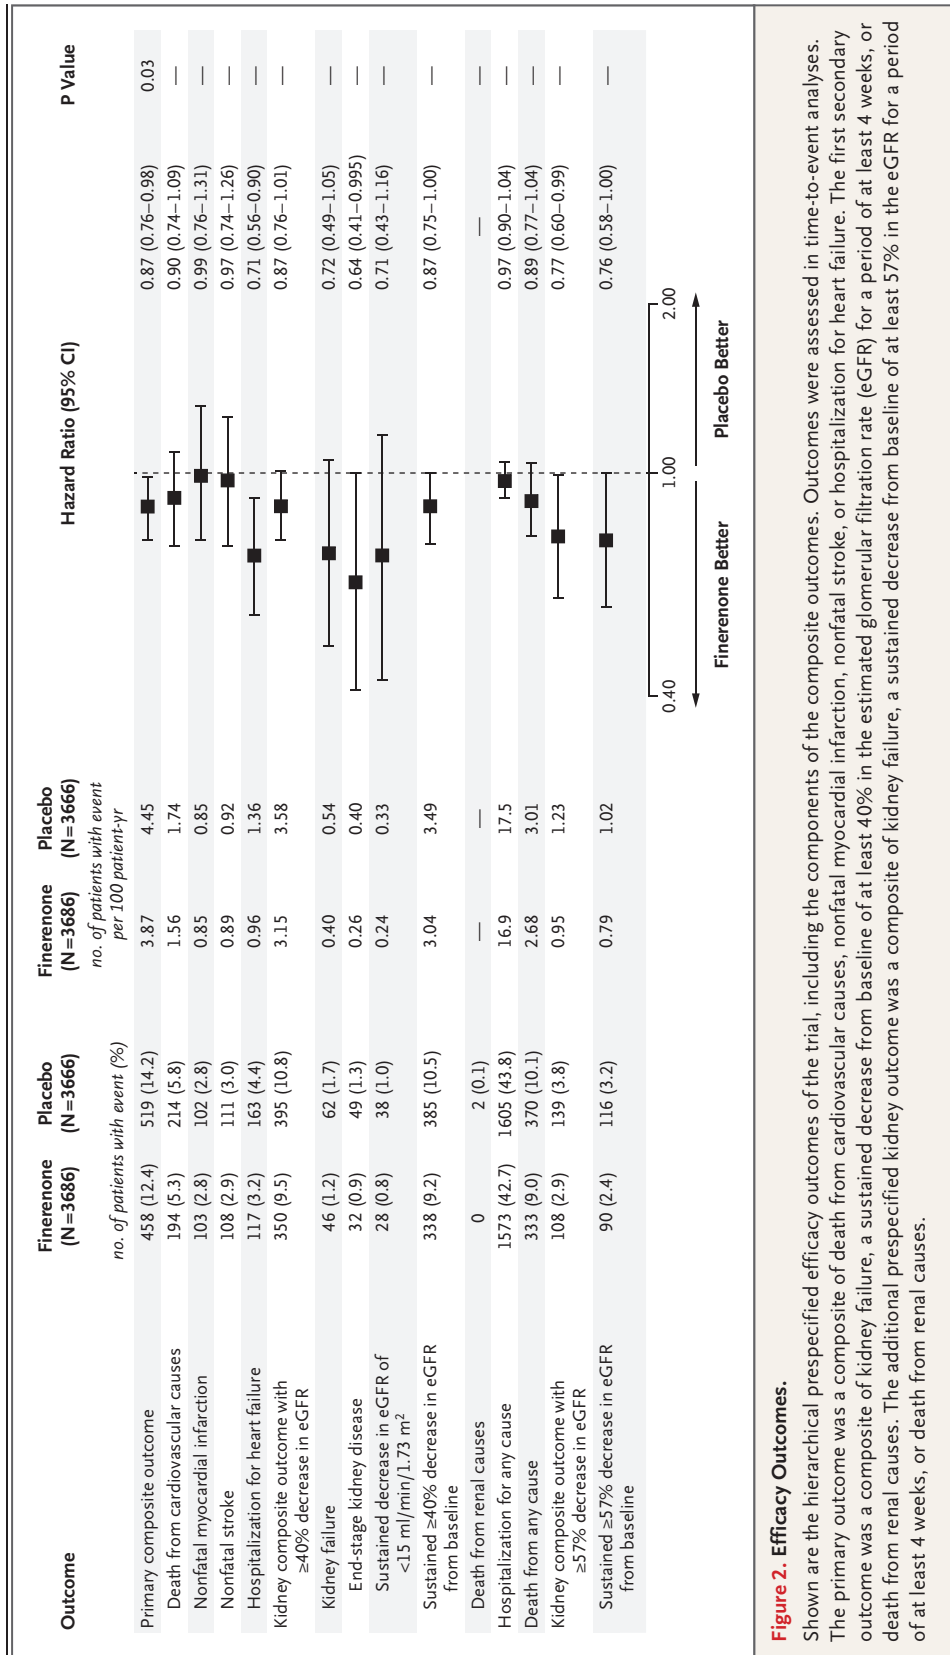 Outcome Finerenone (N=3686) Placebo (N=3666) Finerenone (N=3686) Placebo (N=3666) Hazard Ratio (95% CI) P Value
no. of patients with event (%) no. of patients with event per 100 patient-yr
Primary composite outcome 458 (12.4) 519 (14.2) 3.87 4.45 0.87 (0.76–0.98) 0.03
Death from cardiovascular causes 194 (5.3) 214 (5.8) 1.56 1.74 0.90 (0.74–1.09) —
Nonfatal myocardial infarction 103 (2.8) 102 (2.8) 0.85 0.85 0.99 (0.76–1.31) —
Nonfatal stroke 108 (2.9) 111 (3.0) 0.89 0.92 0.97 (0.74–1.26) —
Hospitalization for heart failure 117 (3.2) 163 (4.4) 0.96 1.36 0.71 (0.56–0.90) —
Kidney composite outcome with 350 (9.5) 395 (10.8) 3.15 3.58 0.87 (0.76–1.01) —
≥40% decrease in eGFR
Kidney failure 46 (1.2) 62 (1.7) 0.40 0.54 0.72 (0.49–1.05) —
End-stage kidney disease 32 (0.9) 49 (1.3) 0.26 0.40 0.64 (0.41–0.995) —
Sustained decrease in eGFR of 28 (0.8) 38 (1.0) 0.24 0.33 0.71 (0.43–1.16) —
<15 ml/min/1.73 m²
Sustained ≥40% decrease in eGFR 338 (9.2) 385 (10.5) 3.04 3.49 0.87 (0.75–1.00) —
from baseline
Death from renal causes 0 2 (0.1) — — — —
Hospitalization for any cause 1573 (42.7) 1605 (43.8) 16.9 17.5 0.97 (0.90–1.04) —
Death from any cause 333 (9.0) 370 (10.1) 2.68 3.01 0.89 (0.77–1.04) —
Kidney composite outcome with 108 (2.9) 139 (3.8) 0.95 1.23 0.77 (0.60–0.99) —
≥57% decrease in eGFR
Sustained ≥57% decrease in eGFR 90 (2.4) 116 (3.2) 0.79 1.02 0.76 (0.58–1.00) —
from baseline
0.40 1.00 2.00
Finerenone Better Placebo Better
Figure 2. Efficacy Outcomes.
Shown are the hierarchical prespecified efficacy outcomes of the trial, including the components of the composite outcomes. Outcomes were assessed in time-to-event analyses.
The primary outcome was a composite of death from cardiovascular causes, nonfatal myocardial infarction, nonfatal stroke, or hospitalization for heart failure. The first secondary
outcome was a composite of kidney failure, a sustained decrease from baseline of at least 40% in the estimated glomerular filtration rate (eGFR) for a period of at least 4 weeks, or
death from renal causes. The additional prespecified kidney outcome was a composite of kidney failure, a sustained decrease from baseline of at least 57% in the eGFR for a period
of at least 4 weeks, or death from renal causes.